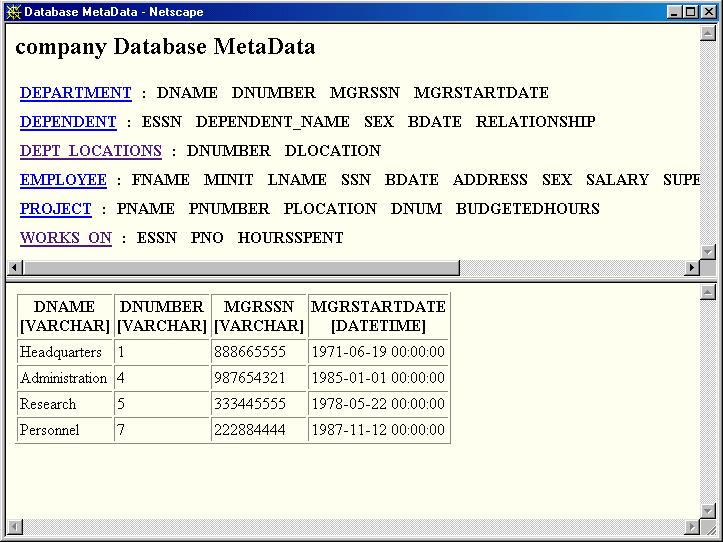 Database MetaData - Netscape
company Database MetaData
DEPARTMENT : DNAME DNUMBER MGRSSN MGRSTARTDATE
DEPENDENT : ESSN DEPENDENT_NAME SEX BDATE RELATIONSHIP
DEPT_LOCATIONS : DNUMBER DLOCATION
EMPLOYEE : FNAME MINIT LNAME SSN BDATE ADDRESS SEX SALARY SUPE
PROJECT : PNAME PNUMBER PLOCATION DNUM BUDGETEDHOURS
WORKS_ON : ESSN PNO HOURSSPENT
DNAME DNUMBER MGRSSN MGRSTARTDATE
[VARCHAR] [VARCHAR] [VARCHAR] [DATETIME]
Headquarters 1 888665555 1971-06-19 00:00:00
Administration 4 987654321 1985-01-01 00:00:00
Research 5 333445555 1978-05-22 00:00:00
Personnel 7 222884444 1987-11-12 00:00:00